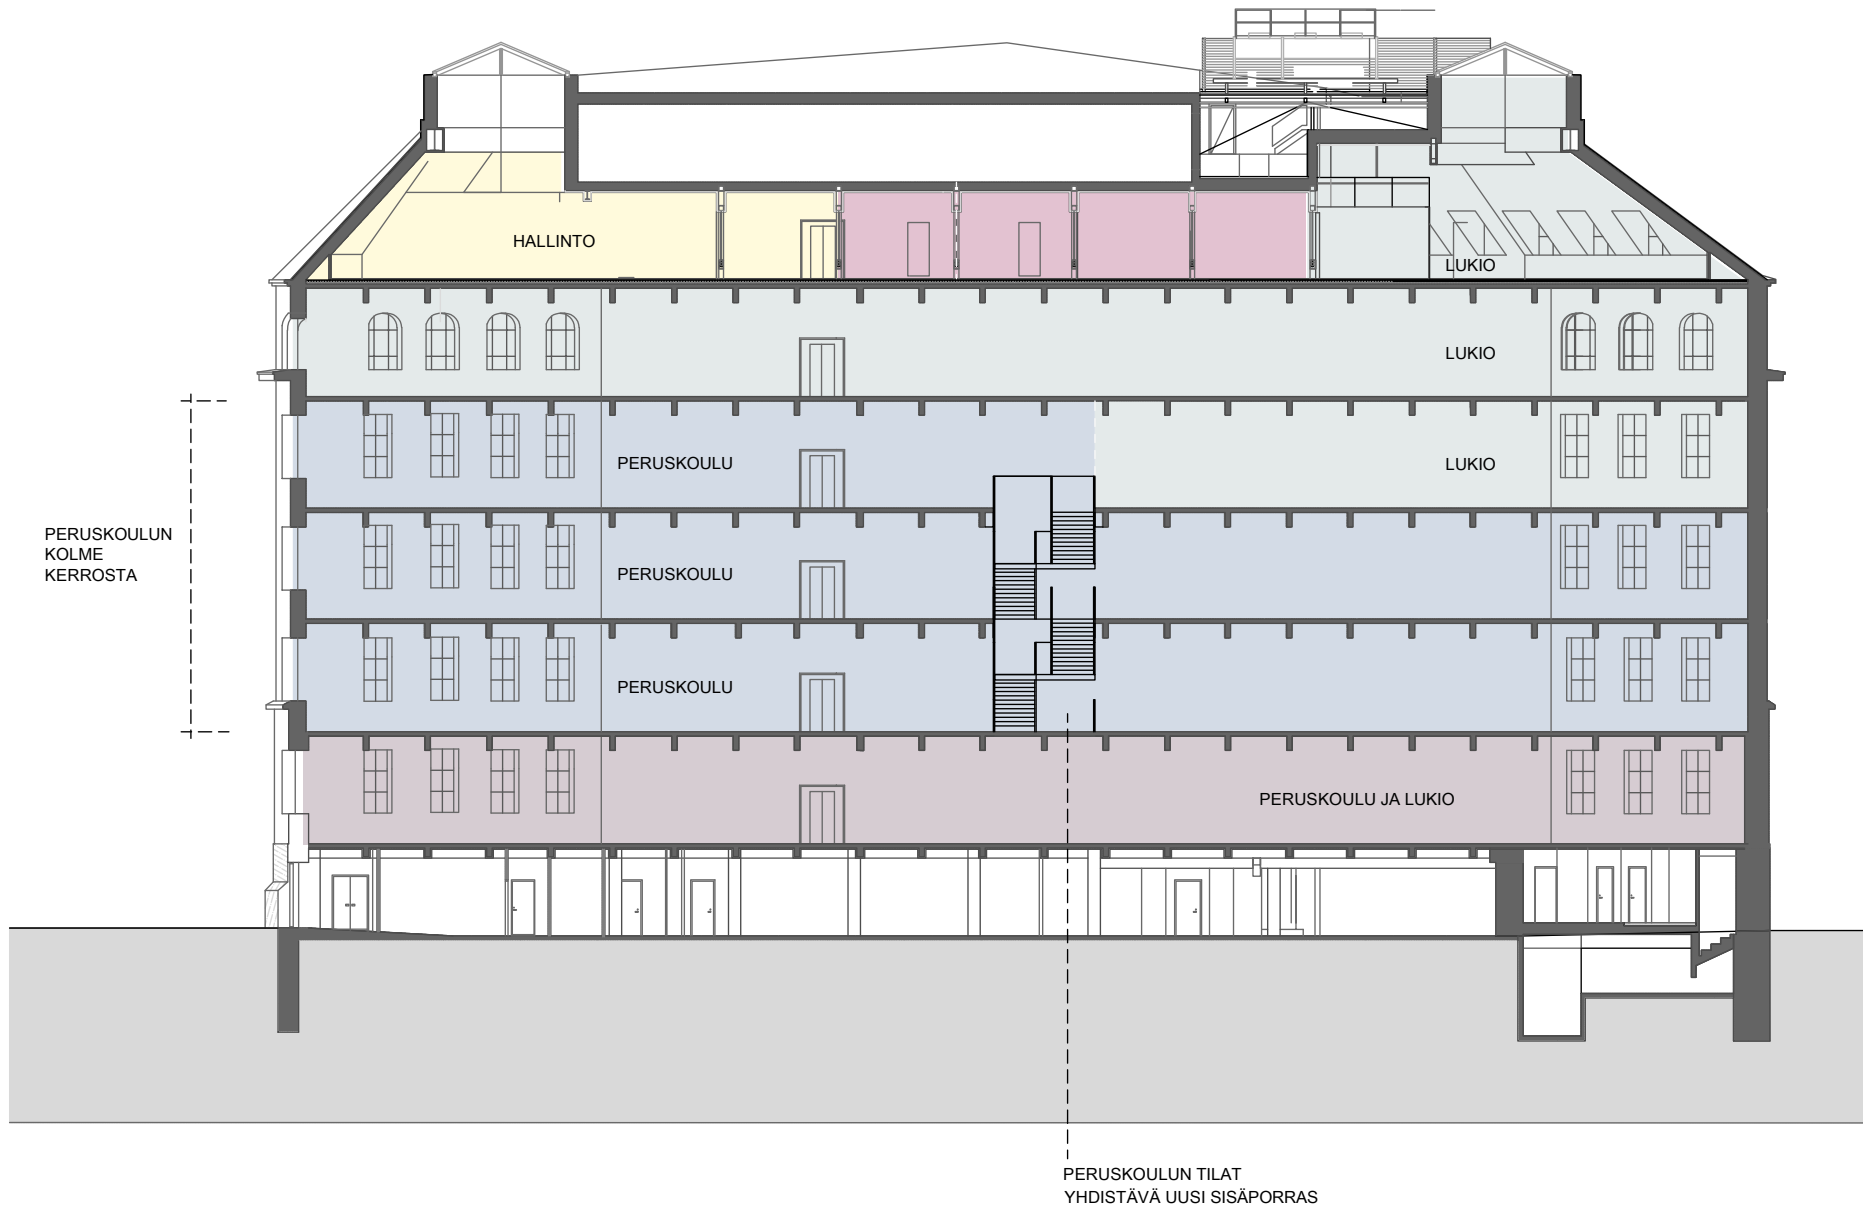 HALLINTO
LUKIO
LUKIO
PERUSKOULU
LUKIO
PERUSKOULUN
KOLME
KERROSTA
PERUSKOULU
PERUSKOULU
PERUSKOULU JA LUKIO
PERUSKOULUN TILAT
YHDISTÄVÄ UUSI SISÄPORRAS